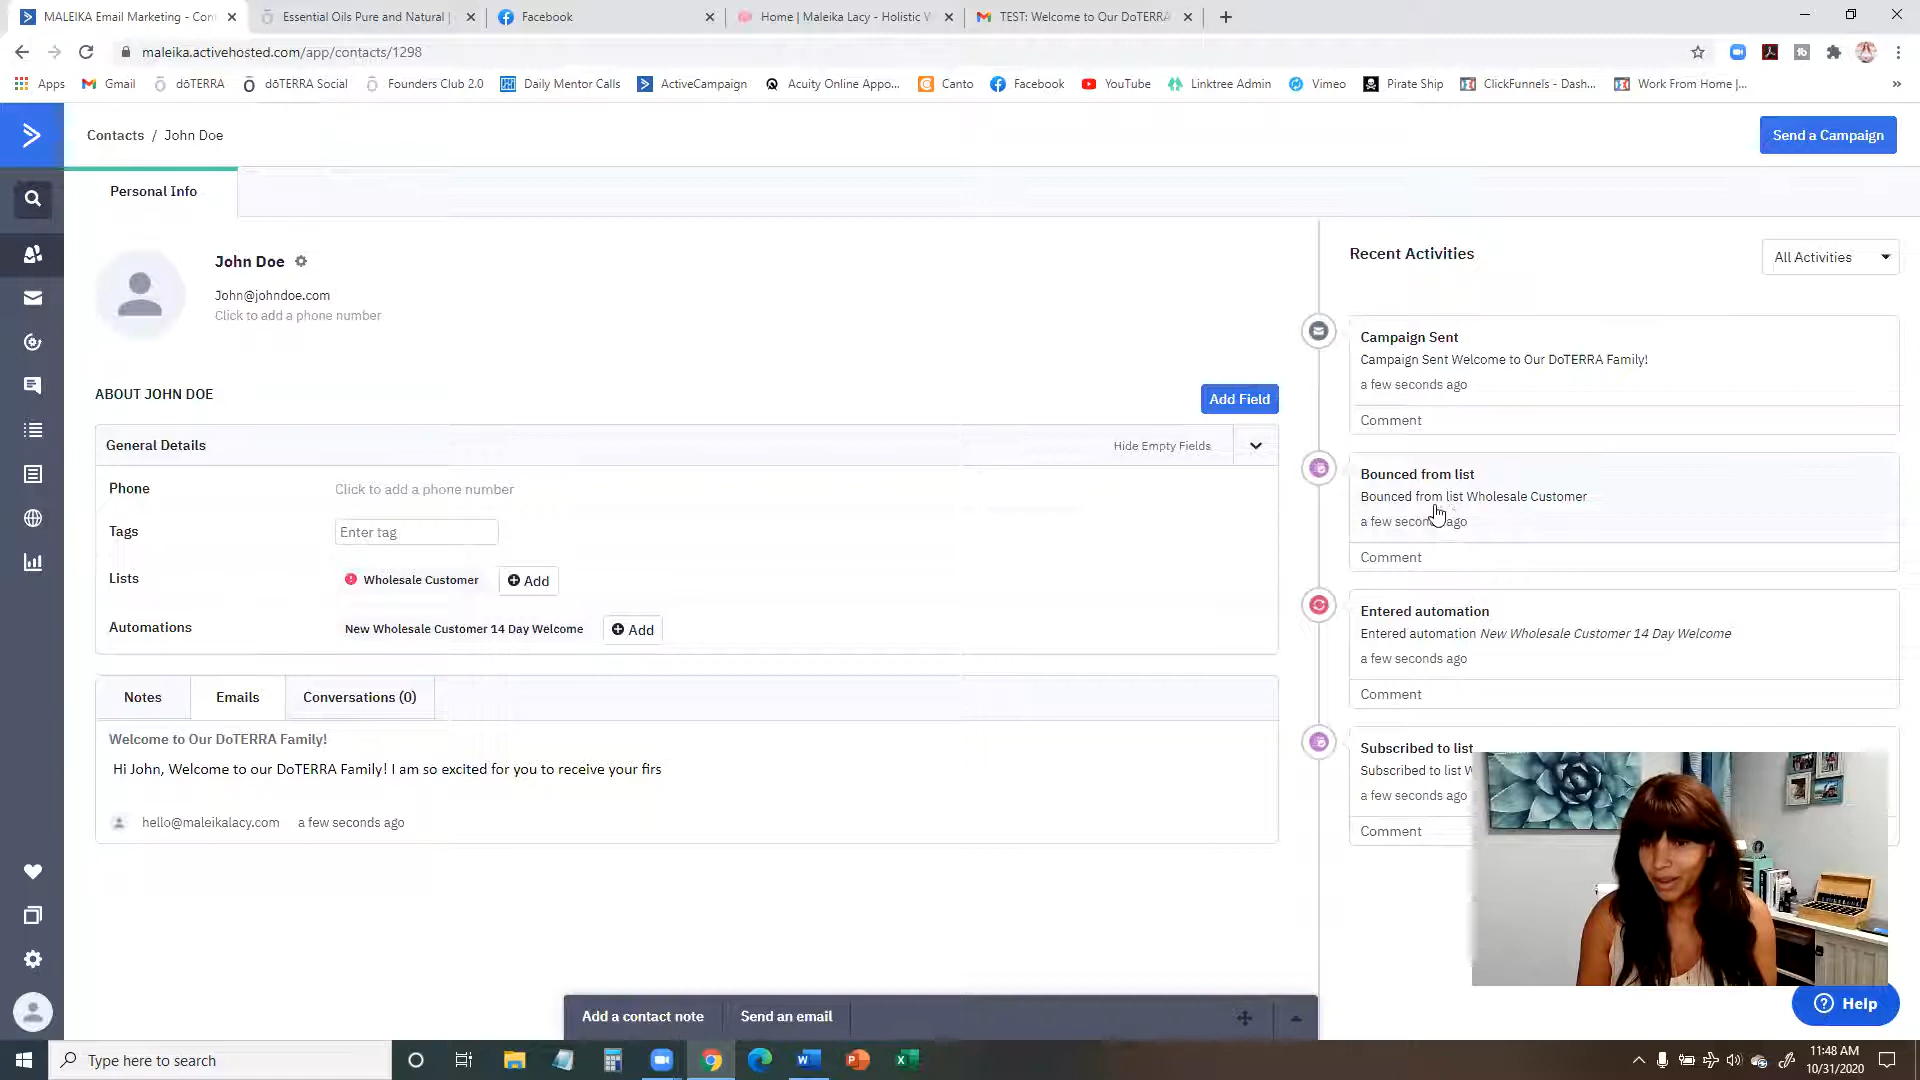 MALEIKA Email Marketing - Con
Essential Oils Pure and Natural |
Facebook
Home | Maleika Lacy - Holistic W
TEST: Welcome to Our DoTERRA
maleika.activehosted.com/app/contacts/1298
Apps
Gmail
dōTERRA
dōTERRA Social
Founders Club 2.0
Daily Mentor Calls
ActiveCampaign
Acuity Online Appo...
Canto
Facebook
YouTube
Linktree Admin
Vimeo
Pirate Ship
ClickFunnels - Dash...
Work From Home |...
Contacts / John Doe
Send a Campaign
Personal Info
John Doe
John@johndoe.com
Click to add a phone number
ABOUT JOHN DOE
Add Field
General Details
Hide Empty Fields
Phone
Click to add a phone number
Tags
Enter tag
Lists
Wholesale Customer
Add
Automations
New Wholesale Customer 14 Day Welcome
Add
Notes
Emails
Conversations (0)
Welcome to Our DoTERRA Family!
Hi John, Welcome to our DoTERRA Family! I am so excited for you to receive your firs
hello@maleikalacy.com a few seconds ago
Recent Activities
All Activities
Campaign Sent
Campaign Sent Welcome to Our DoTERRA Family!
a few seconds ago
Comment
Bounced from list
Bounced from list Wholesale Customer
a few seconds ago
Comment
Entered automation
Entered automation New Wholesale Customer 14 Day Welcome
a few seconds ago
Comment
Subscribed to list
Subscribed to list W
a few seconds ago
Comment
Add a contact note
Send an email
Help
Type here to search
11:48 AM
10/31/2020